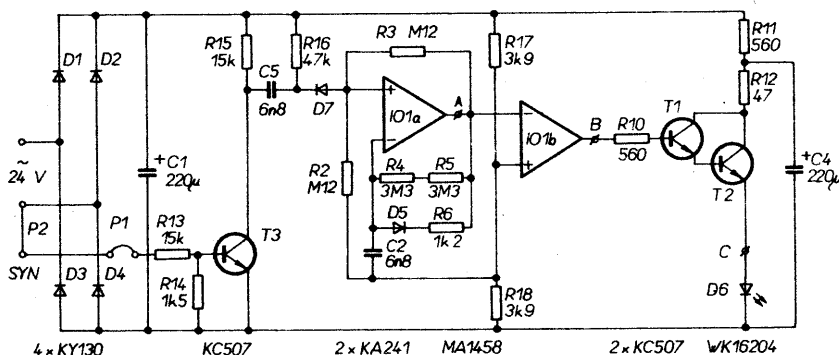 D1
D2
24 V
P2
SYN
P1
D3
D4
+C1
220µ
R13
15k
R14
1k5
R15
15k
C5
6n8
R16
47k
D7
T3
R3 M12
IO1a
A
R2
M12
R4
3M3
R5
3M3
D5
R6
1k2
C2
6n8
R17
3k9
IO1b
B
R18
3k9
R10
560
T1
T2
R11
560
R12
47
+C4
220µ
C
D6
4×KY130 KC507 2×KA241 MA1458 2×KC507 WK16204